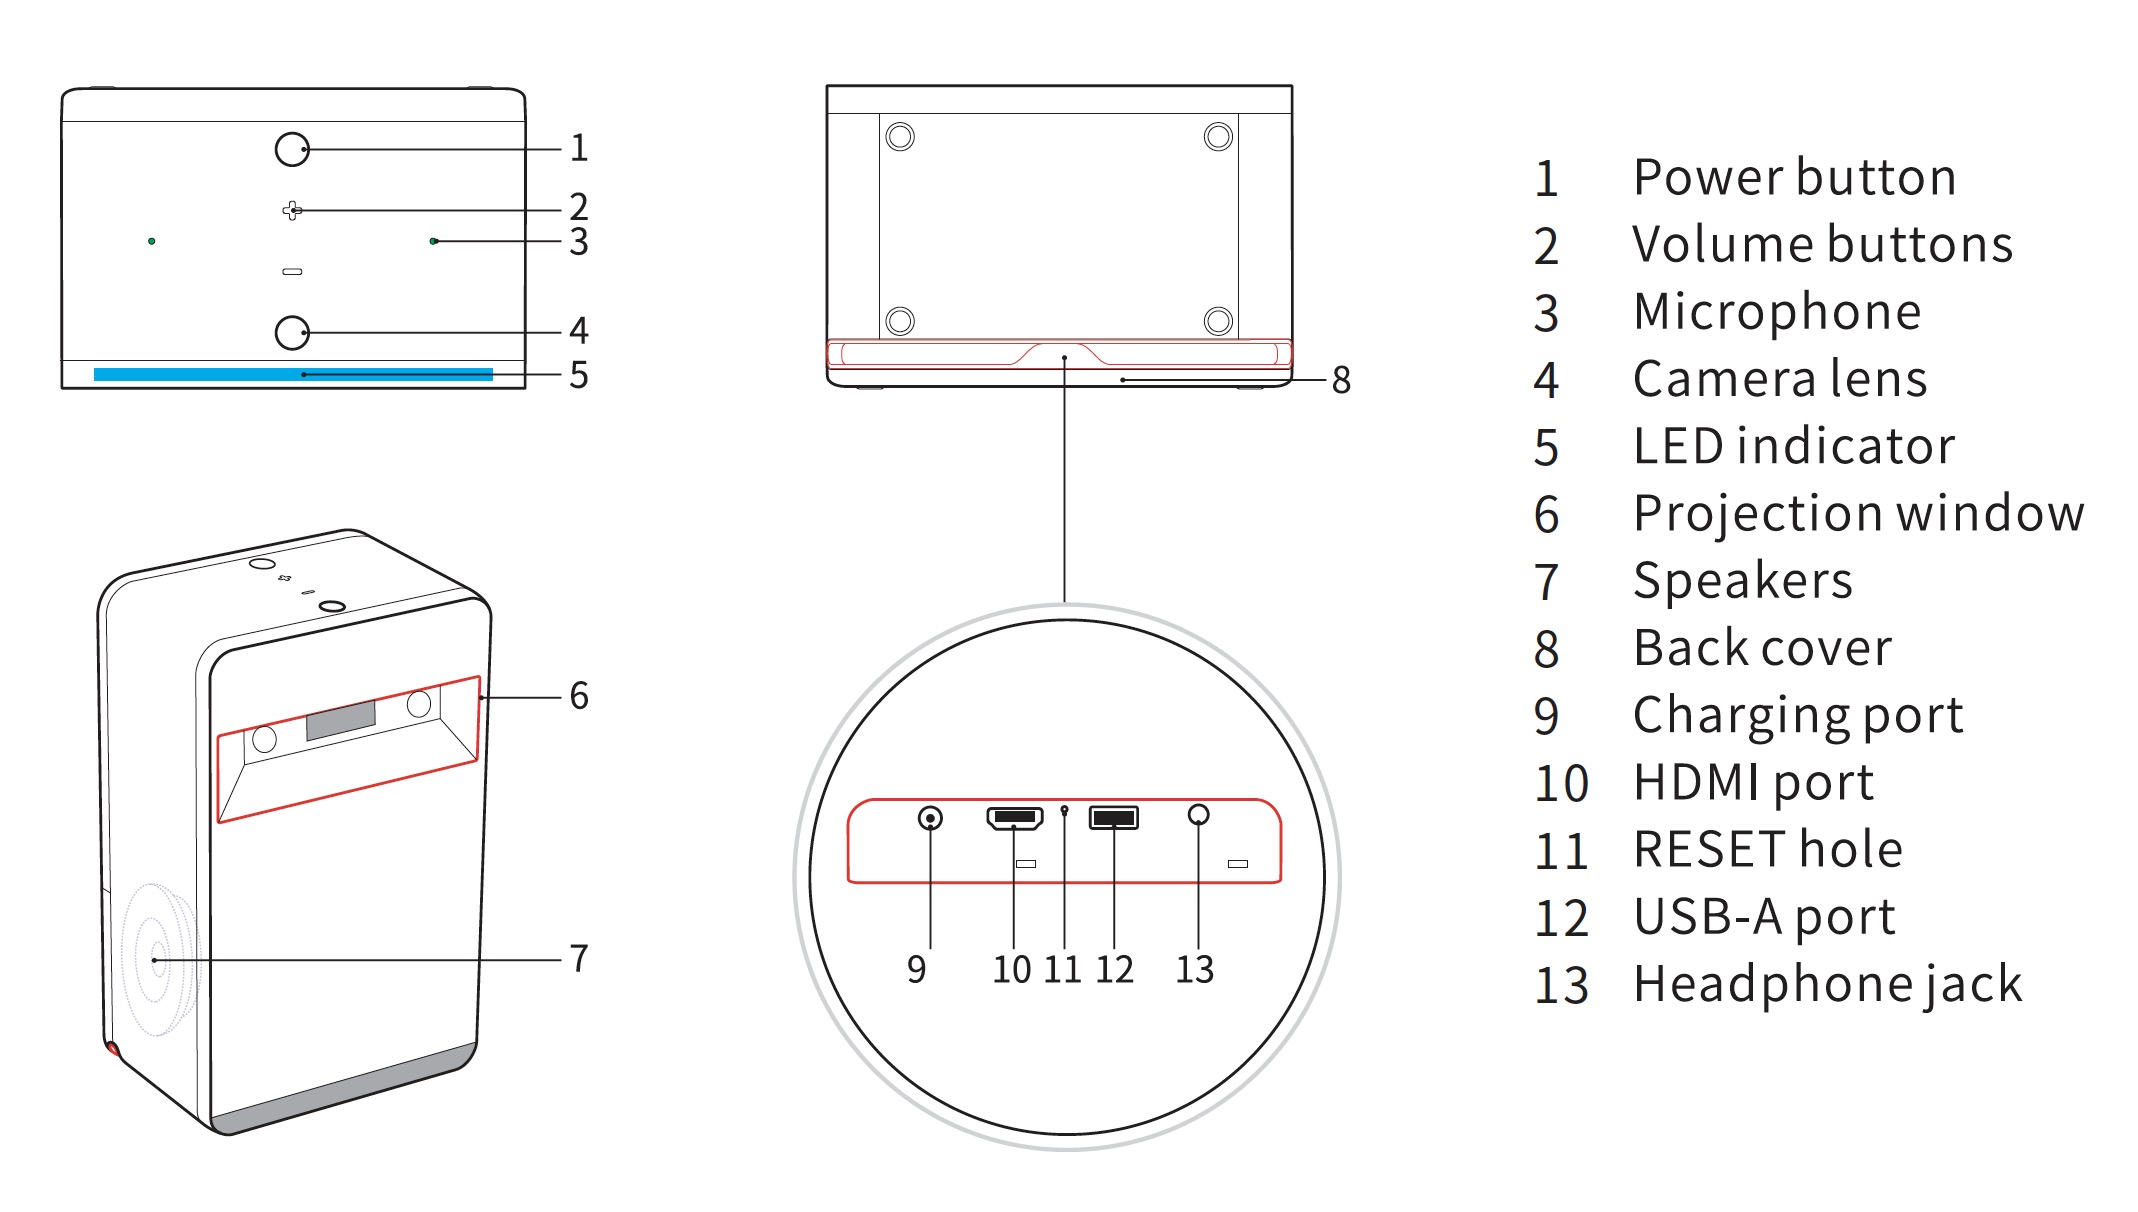 1
2
3
4
5
8
6
7
9 10 11 12 13
1 Power button
2 Volume buttons
3 Microphone
4 Camera lens
5 LED indicator
6 Projection window
7 Speakers
8 Back cover
9 Charging port
10 HDMI port
11 RESET hole
12 USB-A port
13 Headphone jack